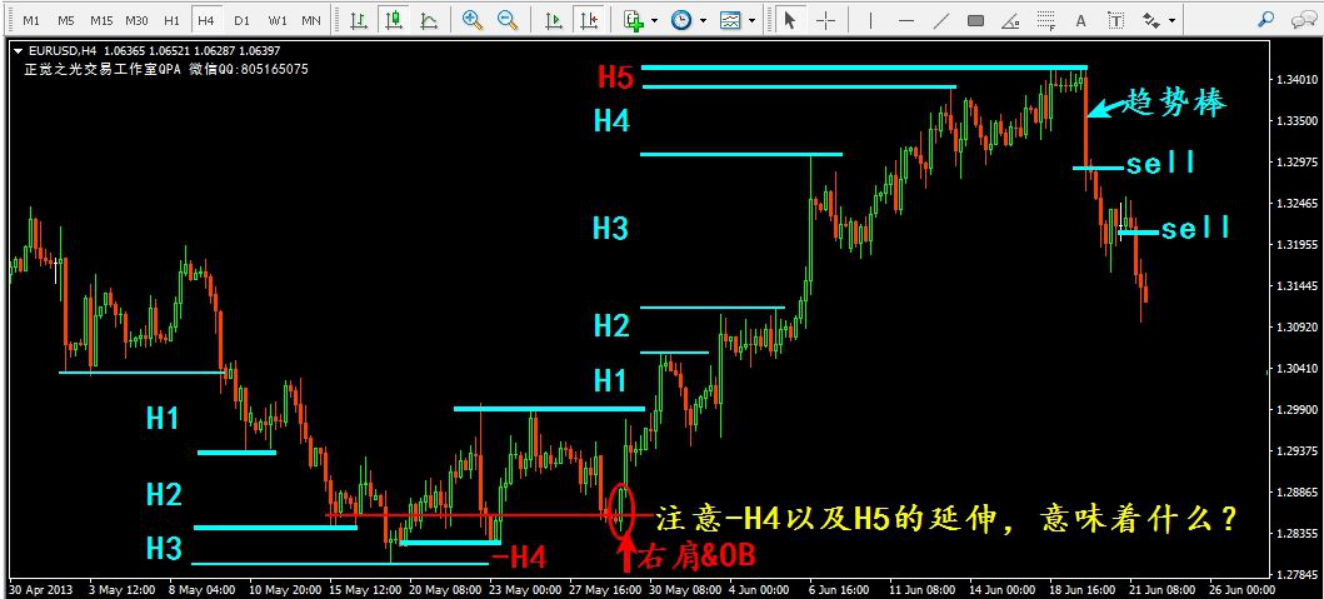 M1 M5 M15 M30 H1 H4 D1 W1 MN
EURUSD,H4 1.06365 1.06521 1.06287 1.06397
正觉之光交易工作室QPA 微信QQ:805165075
H5
H4
趋势棒
sell
H3
sell
H2
H1
H1
H2
H3
注意-H4以及H5的延伸，意味着什么？
-H4
右肩&OB
1.34010
1.33500
1.32975
1.32465
1.31955
1.31445
1.30920
1.30410
1.29900
1.29375
1.28865
1.28355
1.27845
30 Apr 2013 3 May 12:00 8 May 04:00 10 May 20:00 15 May 12:00 20 May 08:00 23 May 00:00 27 May 16:00 30 May 08:00 4 Jun 00:00 6 Jun 16:00 11 Jun 08:00 14 Jun 00:00 18 Jun 16:00 21 Jun 08:00 26 Jun 00:00